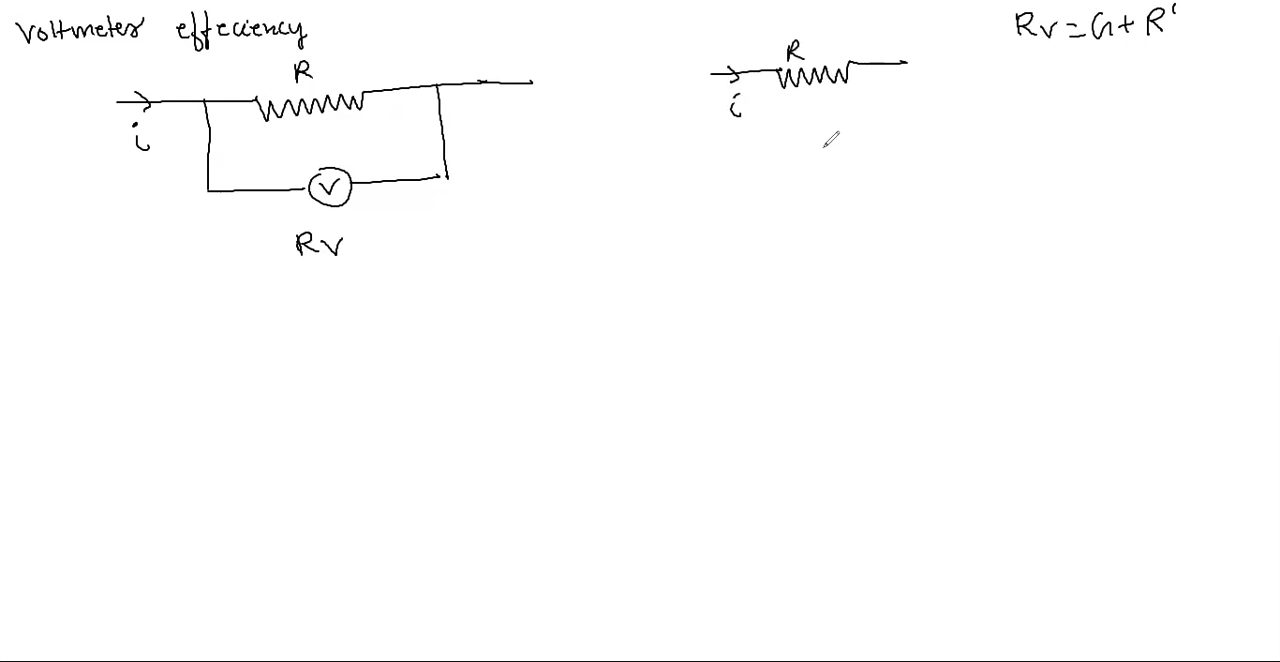 Voltmeter effeciency
Rv = G + R'
R
i
V
Rv
R
i